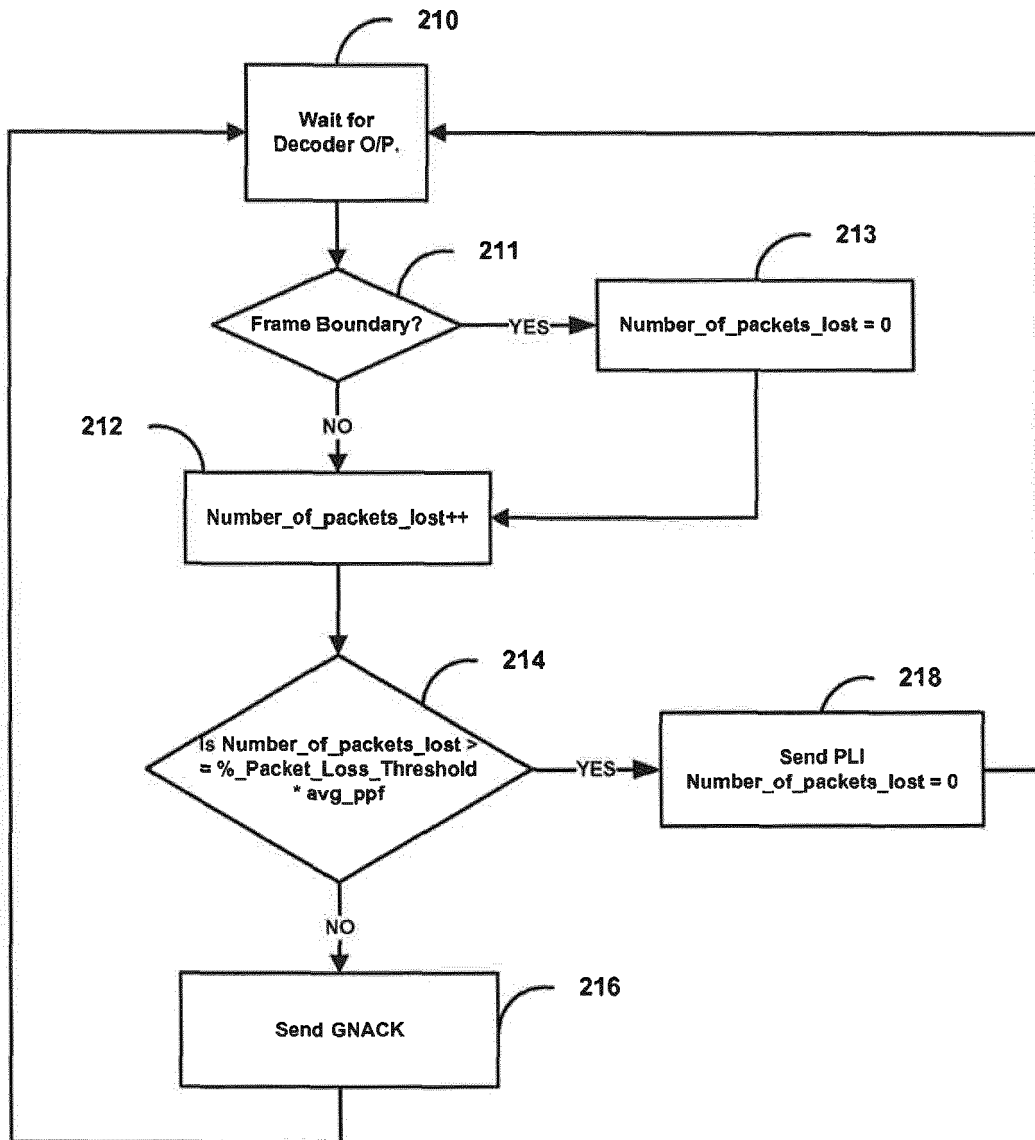 210
Wait for
Decoder O/P.
211
213
Frame Boundary?
YES
Number_of_packets_lost = 0
NO
212
Number_of_packets_lost++
214
218
Is Number_of_packets_lost >
= %_Packet_Loss_Threshold
* avg_ppf
YES
Send PLI
Number_of_packets_lost = 0
NO
216
Send GNACK